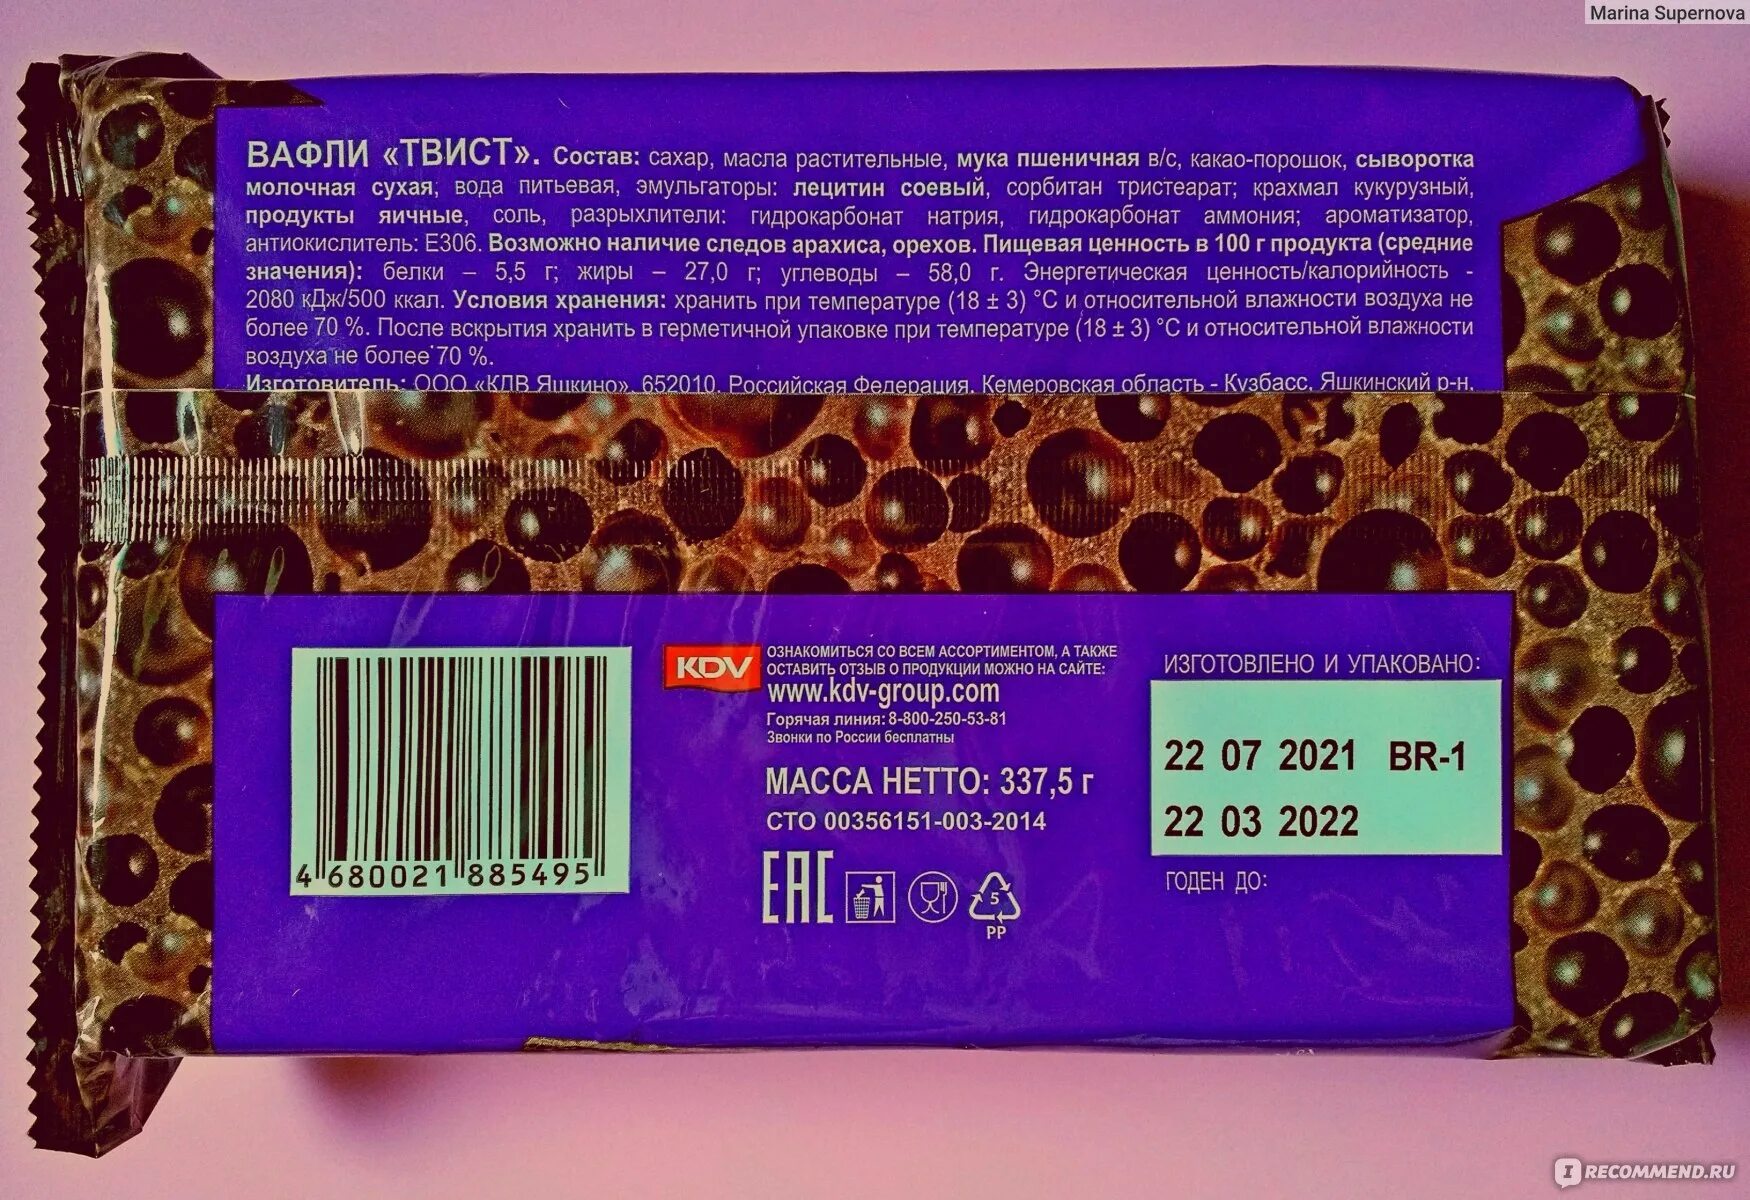 Marina Supernova
ВАФЛИ «ТВИСТ». Состав: сахар, масла растительные, мука пшеничная в/с, какао-порошок, сыворотка
молочная сухая, вода питьевая, эмульгаторы: лецитин соевый, сорбитан тристеарат; крахмал кукурузный,
продукты яичные, соль, разрыхлители: гидрокарбонат натрия, гидрокарбонат аммония; ароматизатор,
антиокислитель: Е306. Возможно наличие следов арахиса, орехов. Пищевая ценность в 100 г продукта (средние
значения): белки – 5,5 г; жиры – 27,0 г; углеводы – 58,0 г. Энергетическая ценность/калорийность -
2080 кДж/500 ккал. Условия хранения: хранить при температуре (18 ± 3) °С и относительной влажности воздуха не
более 70 %. После вскрытия хранить в герметичной упаковке при температуре (18 ± 3) °С и относительной влажности
воздуха не более 70 %.
Изготовитель: ООО «КДВ Яшкино», 652010, Российская Федерация, Кемеровская область - Кузбасс, Яшкинский р-н,
KDV
ОЗНАКОМИТЬСЯ СО ВСЕМ АССОРТИМЕНТОМ, А ТАКЖЕ
ОСТАВИТЬ ОТЗЫВ О ПРОДУКЦИИ МОЖНО НА САЙТЕ:
www.kdv-group.com
Горячая линия: 8-800-250-53-81
Звонки по России бесплатны
МАССА НЕТТО: 337,5 г
СТО 00356151-003-2014
EAC
5
PP
4 680021 885495
ИЗГОТОВЛЕНО И УПАКОВАНО:
22 07 2021 BR-1
22 03 2022
ГОДЕН ДО:
IRECOMMEND.RU